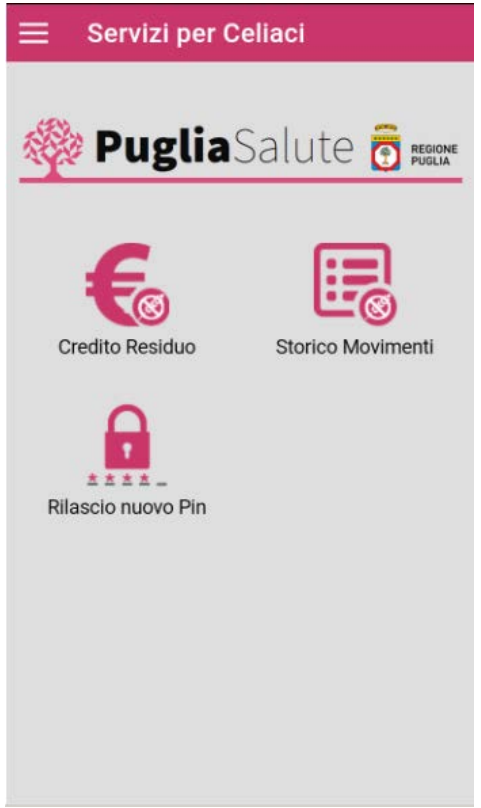 Servizi per Celiaci
PugliaSalute
REGIONE
PUGLIA
Credito Residuo
Storico Movimenti
Rilascio nuovo Pin